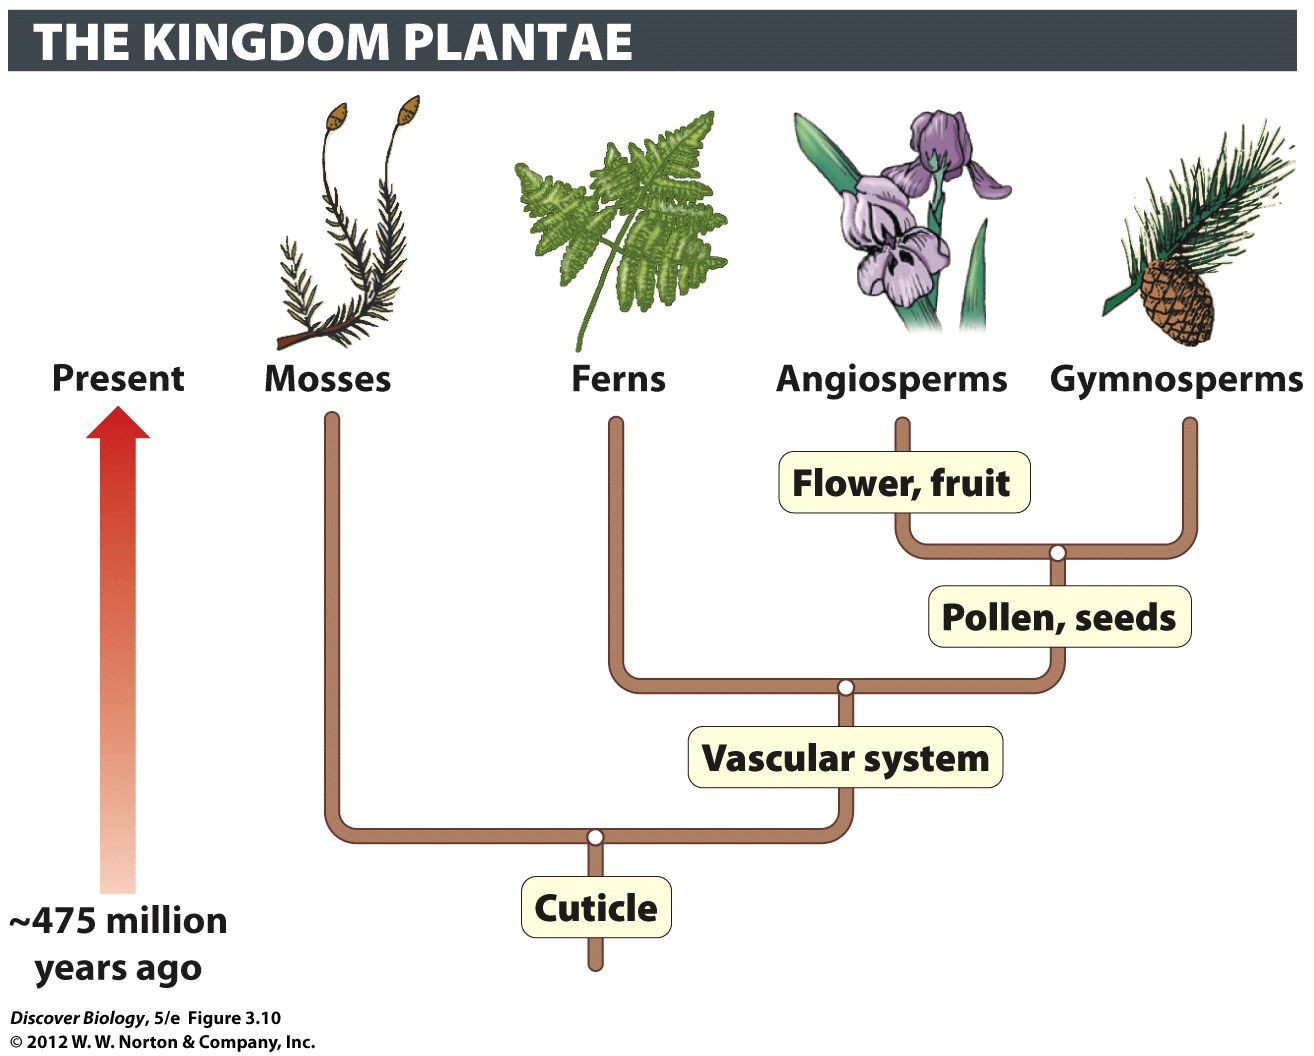 THE KINGDOM PLANTAE
Present
Mosses
Ferns
Angiosperms
Gymnosperms
Flower, fruit
Pollen, seeds
Vascular system
Cuticle
~475 million
years ago
Discover Biology, 5/e Figure 3.10
© 2012 W. W. Norton & Company, Inc.